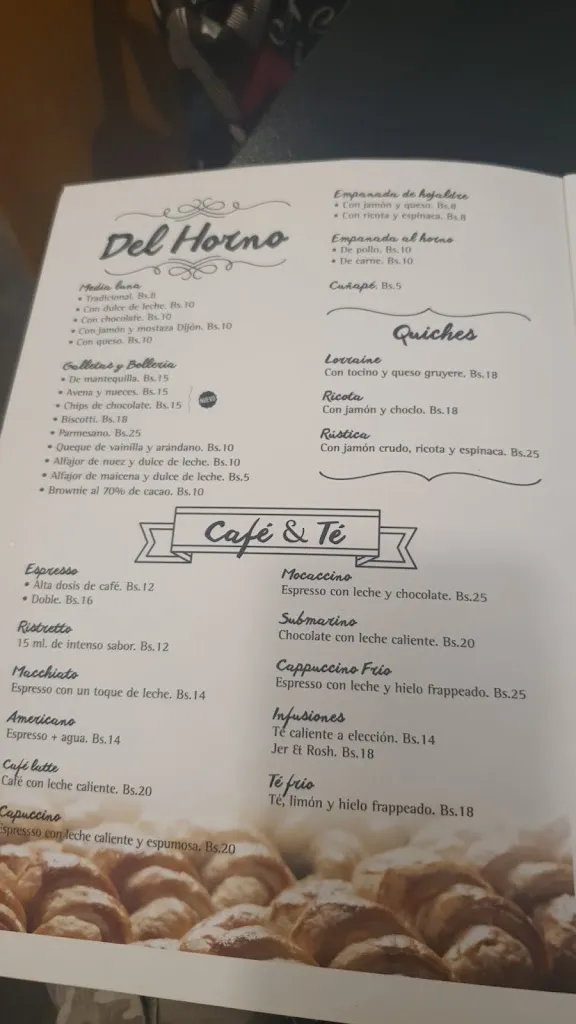 Del Horno
Media luna
• Tradicional. Bs.8
• Con dulce de leche. Bs.10
• Con chocolate. Bs.10
• Con jamón y mostaza Dijón. Bs.10
• Con queso. Bs.10
Galletas y Bollería
• De mantequilla. Bs.15
• Avena y nueces. Bs.15
• Chips de chocolate. Bs.15
NUEVO
• Biscotti. Bs.18
• Parmesano. Bs.25
• Queque de vainilla y arándano. Bs.10
• Alfajor de nuez y dulce de leche. Bs.10
• Alfajor de maicena y dulce de leche. Bs.5
• Brownie al 70% de cacao. Bs.10
Empanada de hojaldre
• Con jamón y queso. Bs.8
• Con ricota y espinaca. Bs.8
Empanada al horno
• De pollo. Bs.10
• De carne. Bs.10
Cuñapé. Bs.5
Quiches
Lorraine
Con tocino y queso gruyere. Bs.18
Ricota
Con jamón y choclo. Bs.18
Rústica
Con jamón crudo, ricota y espinaca. Bs.25
Café & Té
Espresso
• Alta dosis de café. Bs.12
• Doble. Bs.16
Ristretto
15 ml. de intenso sabor. Bs.12
Macchiato
Espresso con un toque de leche. Bs.14
Americano
Espresso + agua. Bs.14
Café latte
Café con leche caliente. Bs.20
Capuccino
Espressso con leche caliente y espumosa. Bs.20
Mocaccino
Espresso con leche y chocolate. Bs.25
Submarino
Chocolate con leche caliente. Bs.20
Cappuccino Frío
Espresso con leche y hielo frappeado. Bs.25
Infusiones
Té caliente a elección. Bs.14
Jer & Rosh. Bs.18
Té frío
Té, limón y hielo frappeado. Bs.18